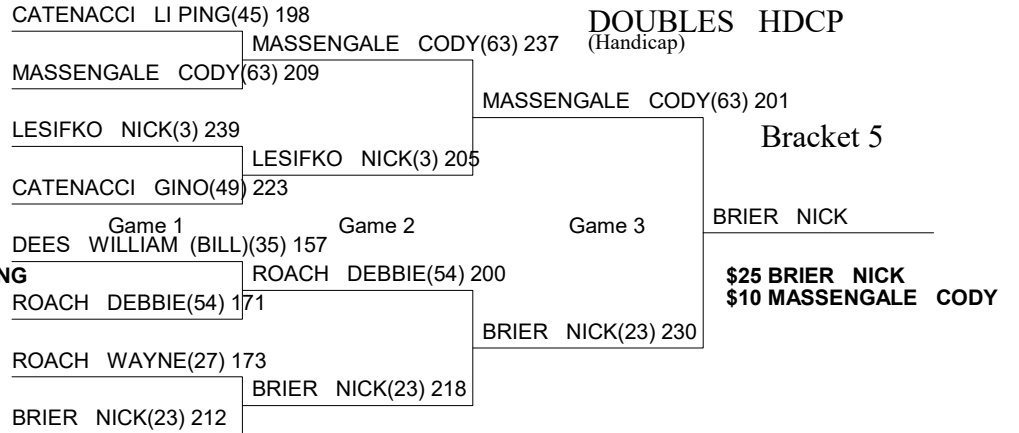 CATENACCI LI PING(45) 198
DOUBLES HDCP
MASSENGALE CODY(63) 237
(Handicap)
MASSENGALE CODY(63) 209
MASSENGALE CODY(63) 201
LESIFKO NICK(3) 239
Bracket 5
LESIFKO NICK(3) 205
CATENACCI GINO(49) 223
Game 1
Game 2
Game 3
BRIER NICK
DEES WILLIAM (BILL)(35) 157
NG
ROACH DEBBIE(54) 200
$25 BRIER NICK
ROACH DEBBIE(54) 171
$10 MASSENGALE CODY
BRIER NICK(23) 230
ROACH WAYNE(27) 173
BRIER NICK(23) 218
BRIER NICK(23) 212